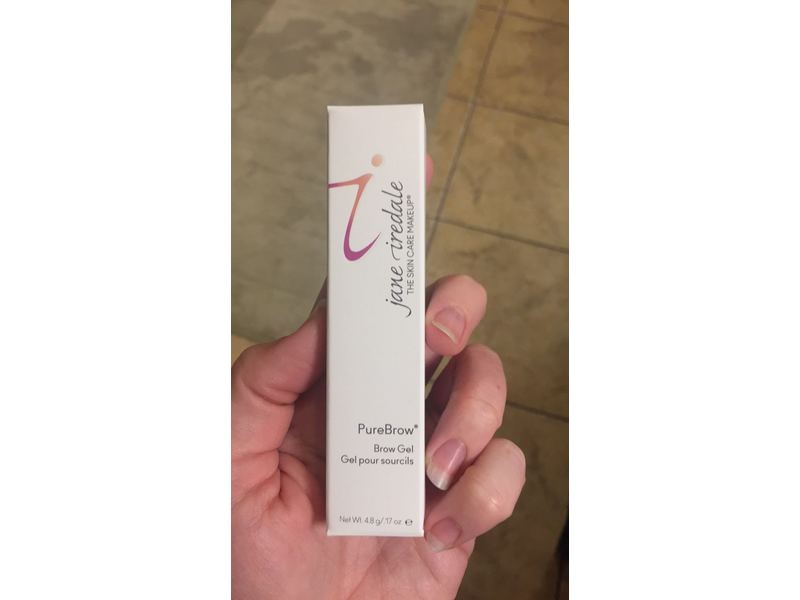 jane iredale
THE SKIN CARE MAKEUP®
PureBrow®
Brow Gel
Gel pour sourcils
Net Wt. 4.8 g/.17 oz ℮